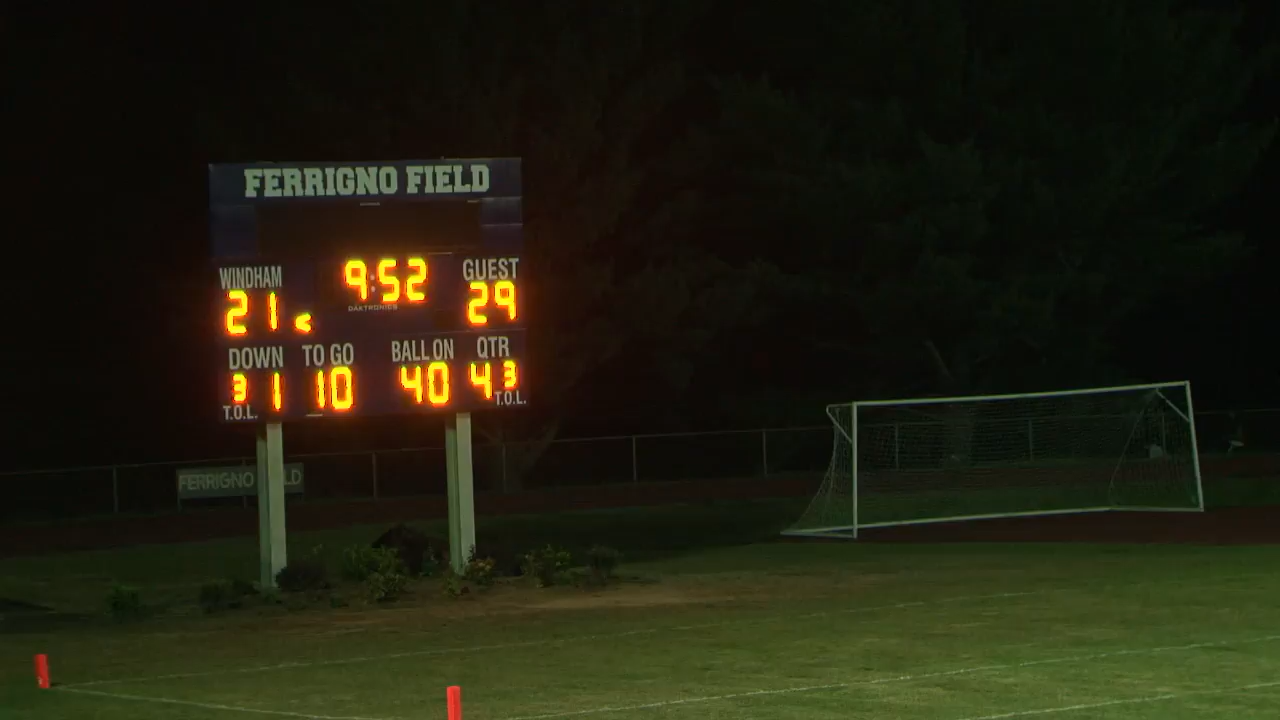 FERRIGNO FIELD
WINDHAM 9:52 GUEST
21 < 29
DAKTRONICS
DOWN TO GO BALL ON QTR
3 1 10 40 4 3
T.O.L. T.O.L.
FERRIGNO LD